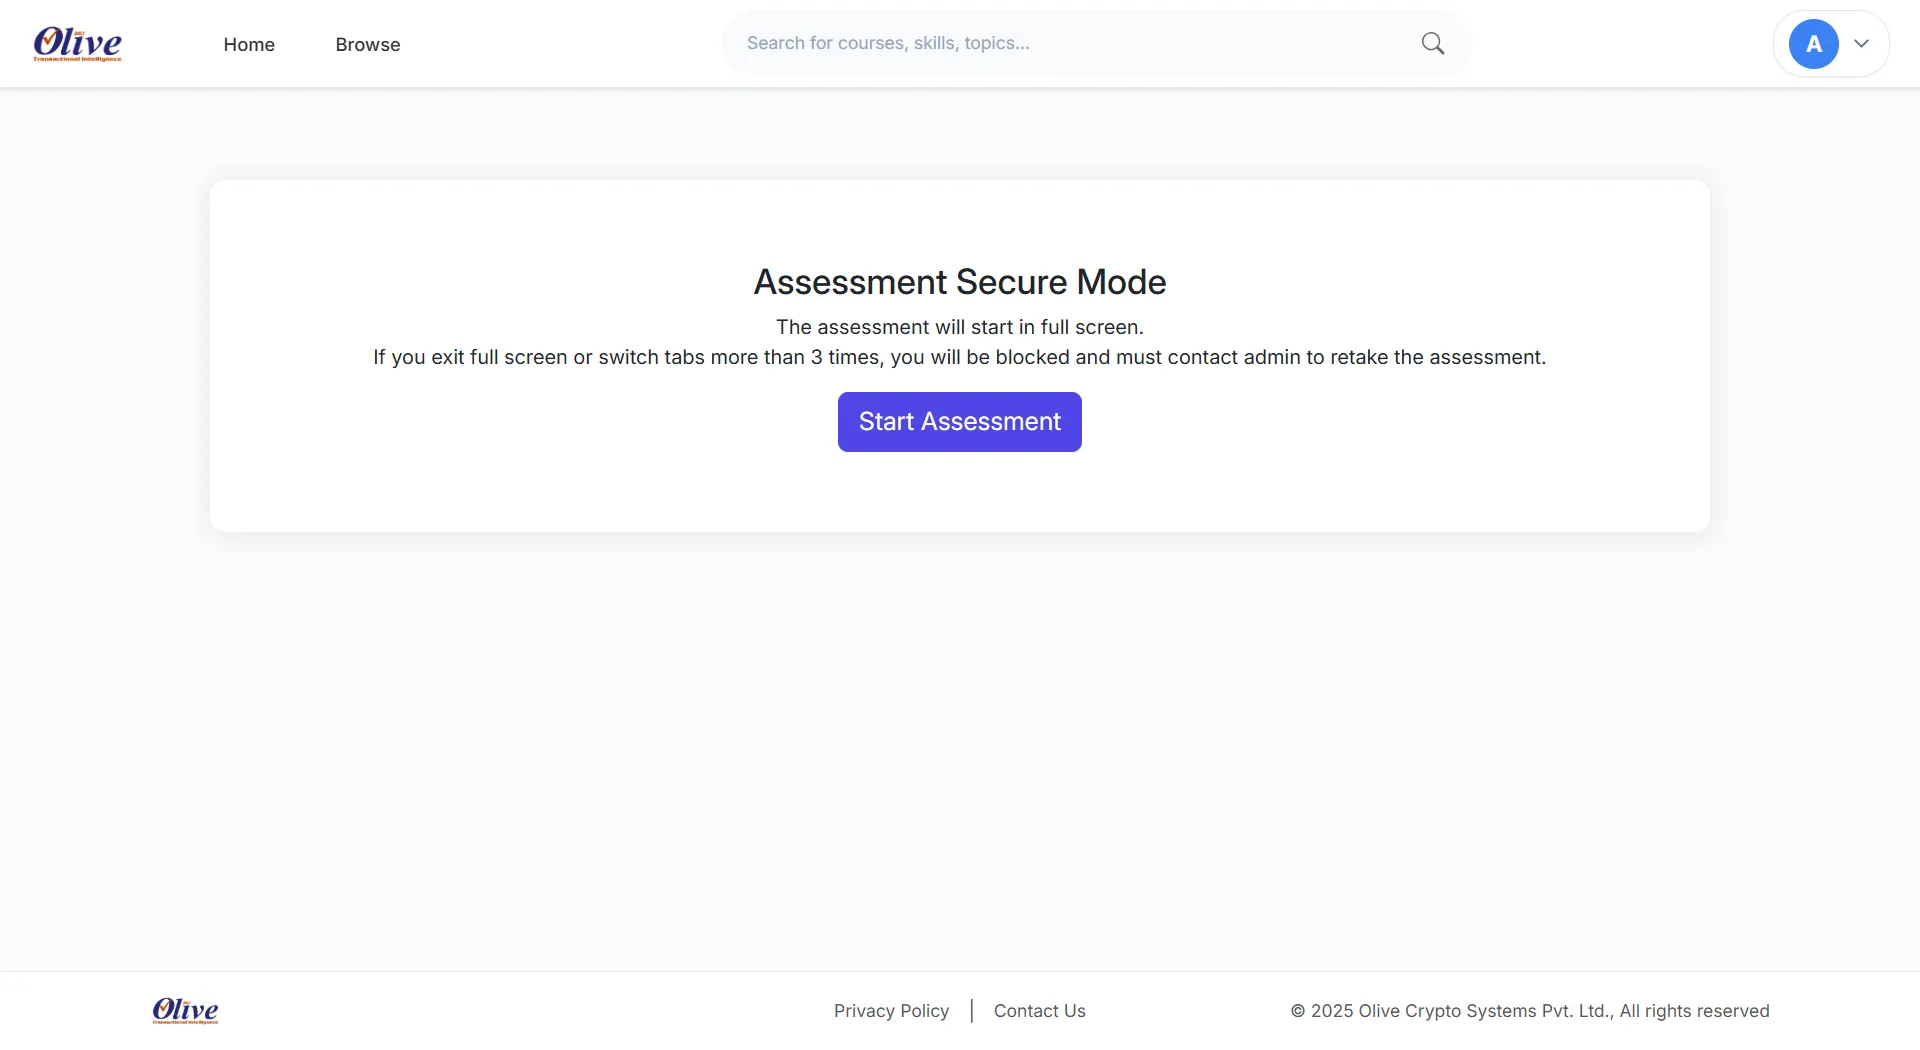 Olive
Transactional Intelligence
Home
Browse
Search for courses, skills, topics...
A
Assessment Secure Mode
The assessment will start in full screen.
If you exit full screen or switch tabs more than 3 times, you will be blocked and must contact admin to retake the assessment.
Start Assessment
Olive
Transactional Intelligence
Privacy Policy | Contact Us
© 2025 Olive Crypto Systems Pvt. Ltd., All rights reserved